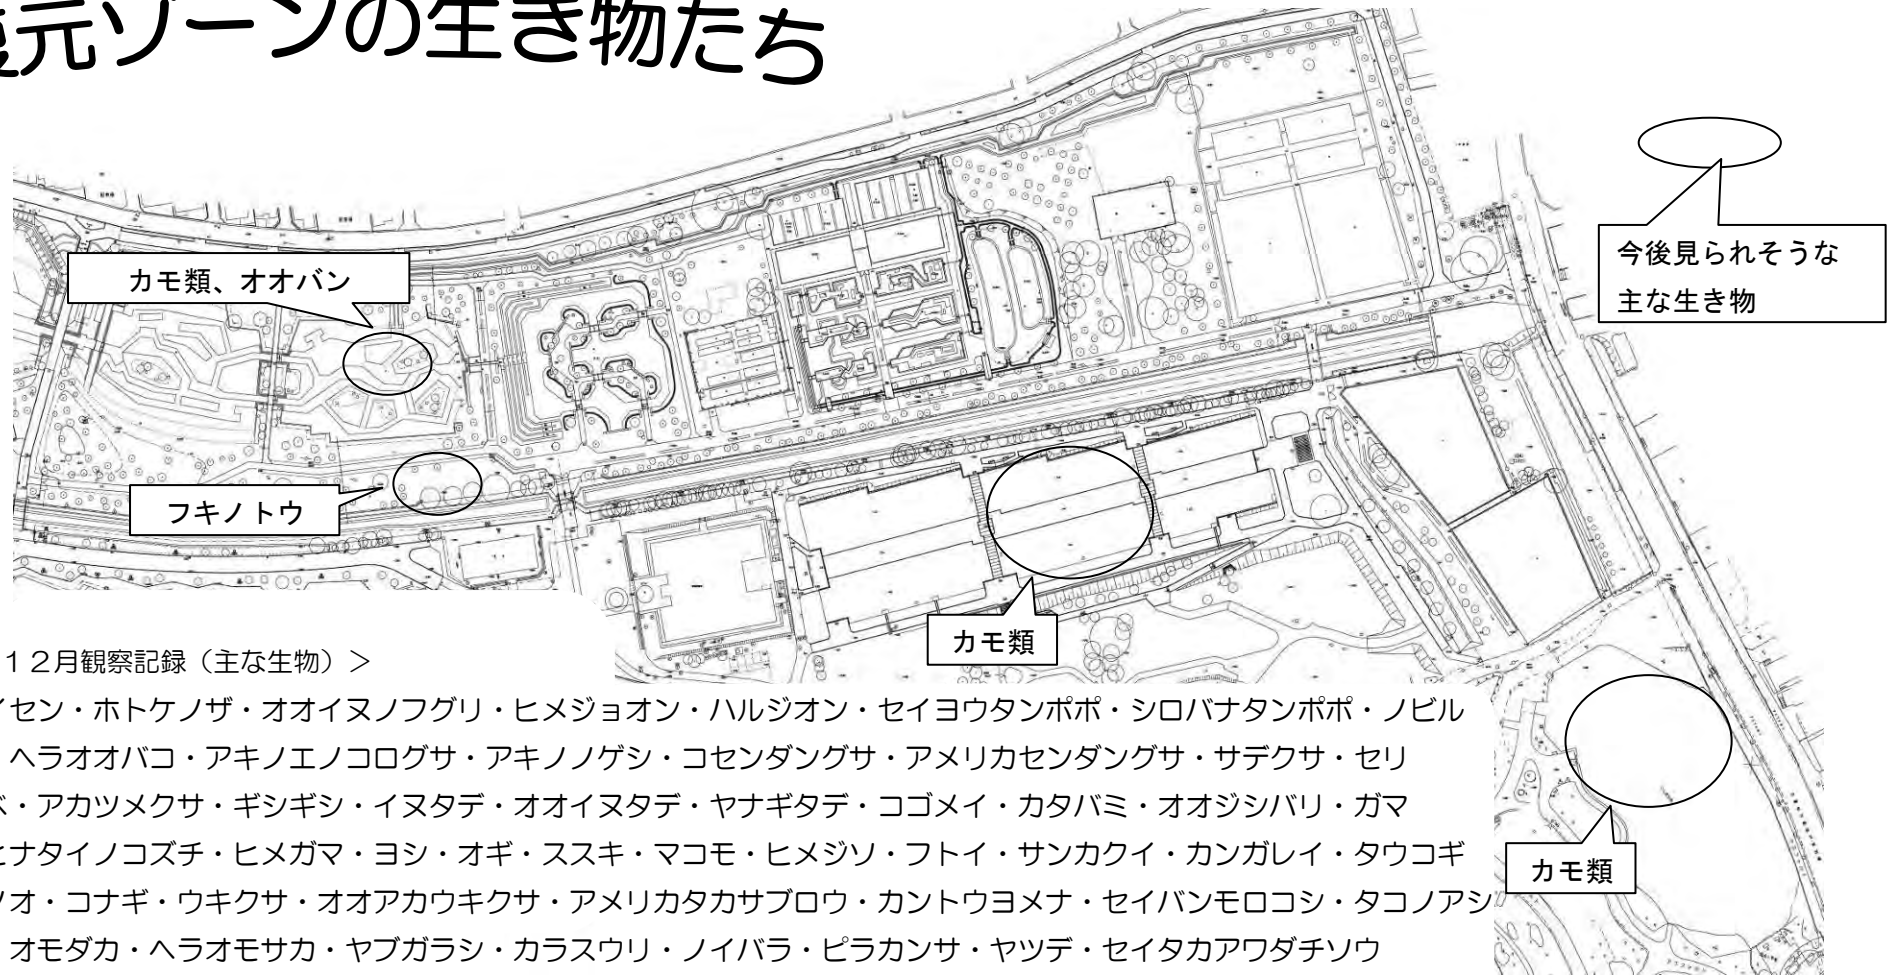 元ゾーンの生き物たち
今後見られそうな
主な生き物
カモ類、オオバン
フキノトウ
カモ類
カモ類
１２月観察記録（主な生物）＞
イセン・ホトケノザ・オオイヌノフグリ・ヒメジョオン・ハルジオン・セイヨウタンポポ・シロバナタンポポ・ノビル
ヘラオオバコ・アキノエノコログサ・アキノノゲシ・コセンダングサ・アメリカセンダングサ・サデクサ・セリ
・アカツメクサ・ギシギシ・イヌタデ・オオイヌタデ・ヤナギタデ・コゴメイ・カタバミ・オオジシバリ・ガマ
ヒナタイノコズチ・ヒメガマ・ヨシ・オギ・ススキ・マコモ・ヒメジソ・フトイ・サンカクイ・カンガレイ・タウコギ
ソオ・コナギ・ウキクサ・オオアカウキクサ・アメリカタカサブロウ・カントウヨメナ・セイバンモロコシ・タコノアシ
オモダカ・ヘラオモサカ・ヤブガラシ・カラスウリ・ノイバラ・ピラカンサ・ヤツデ・セイタカアワダチソウ